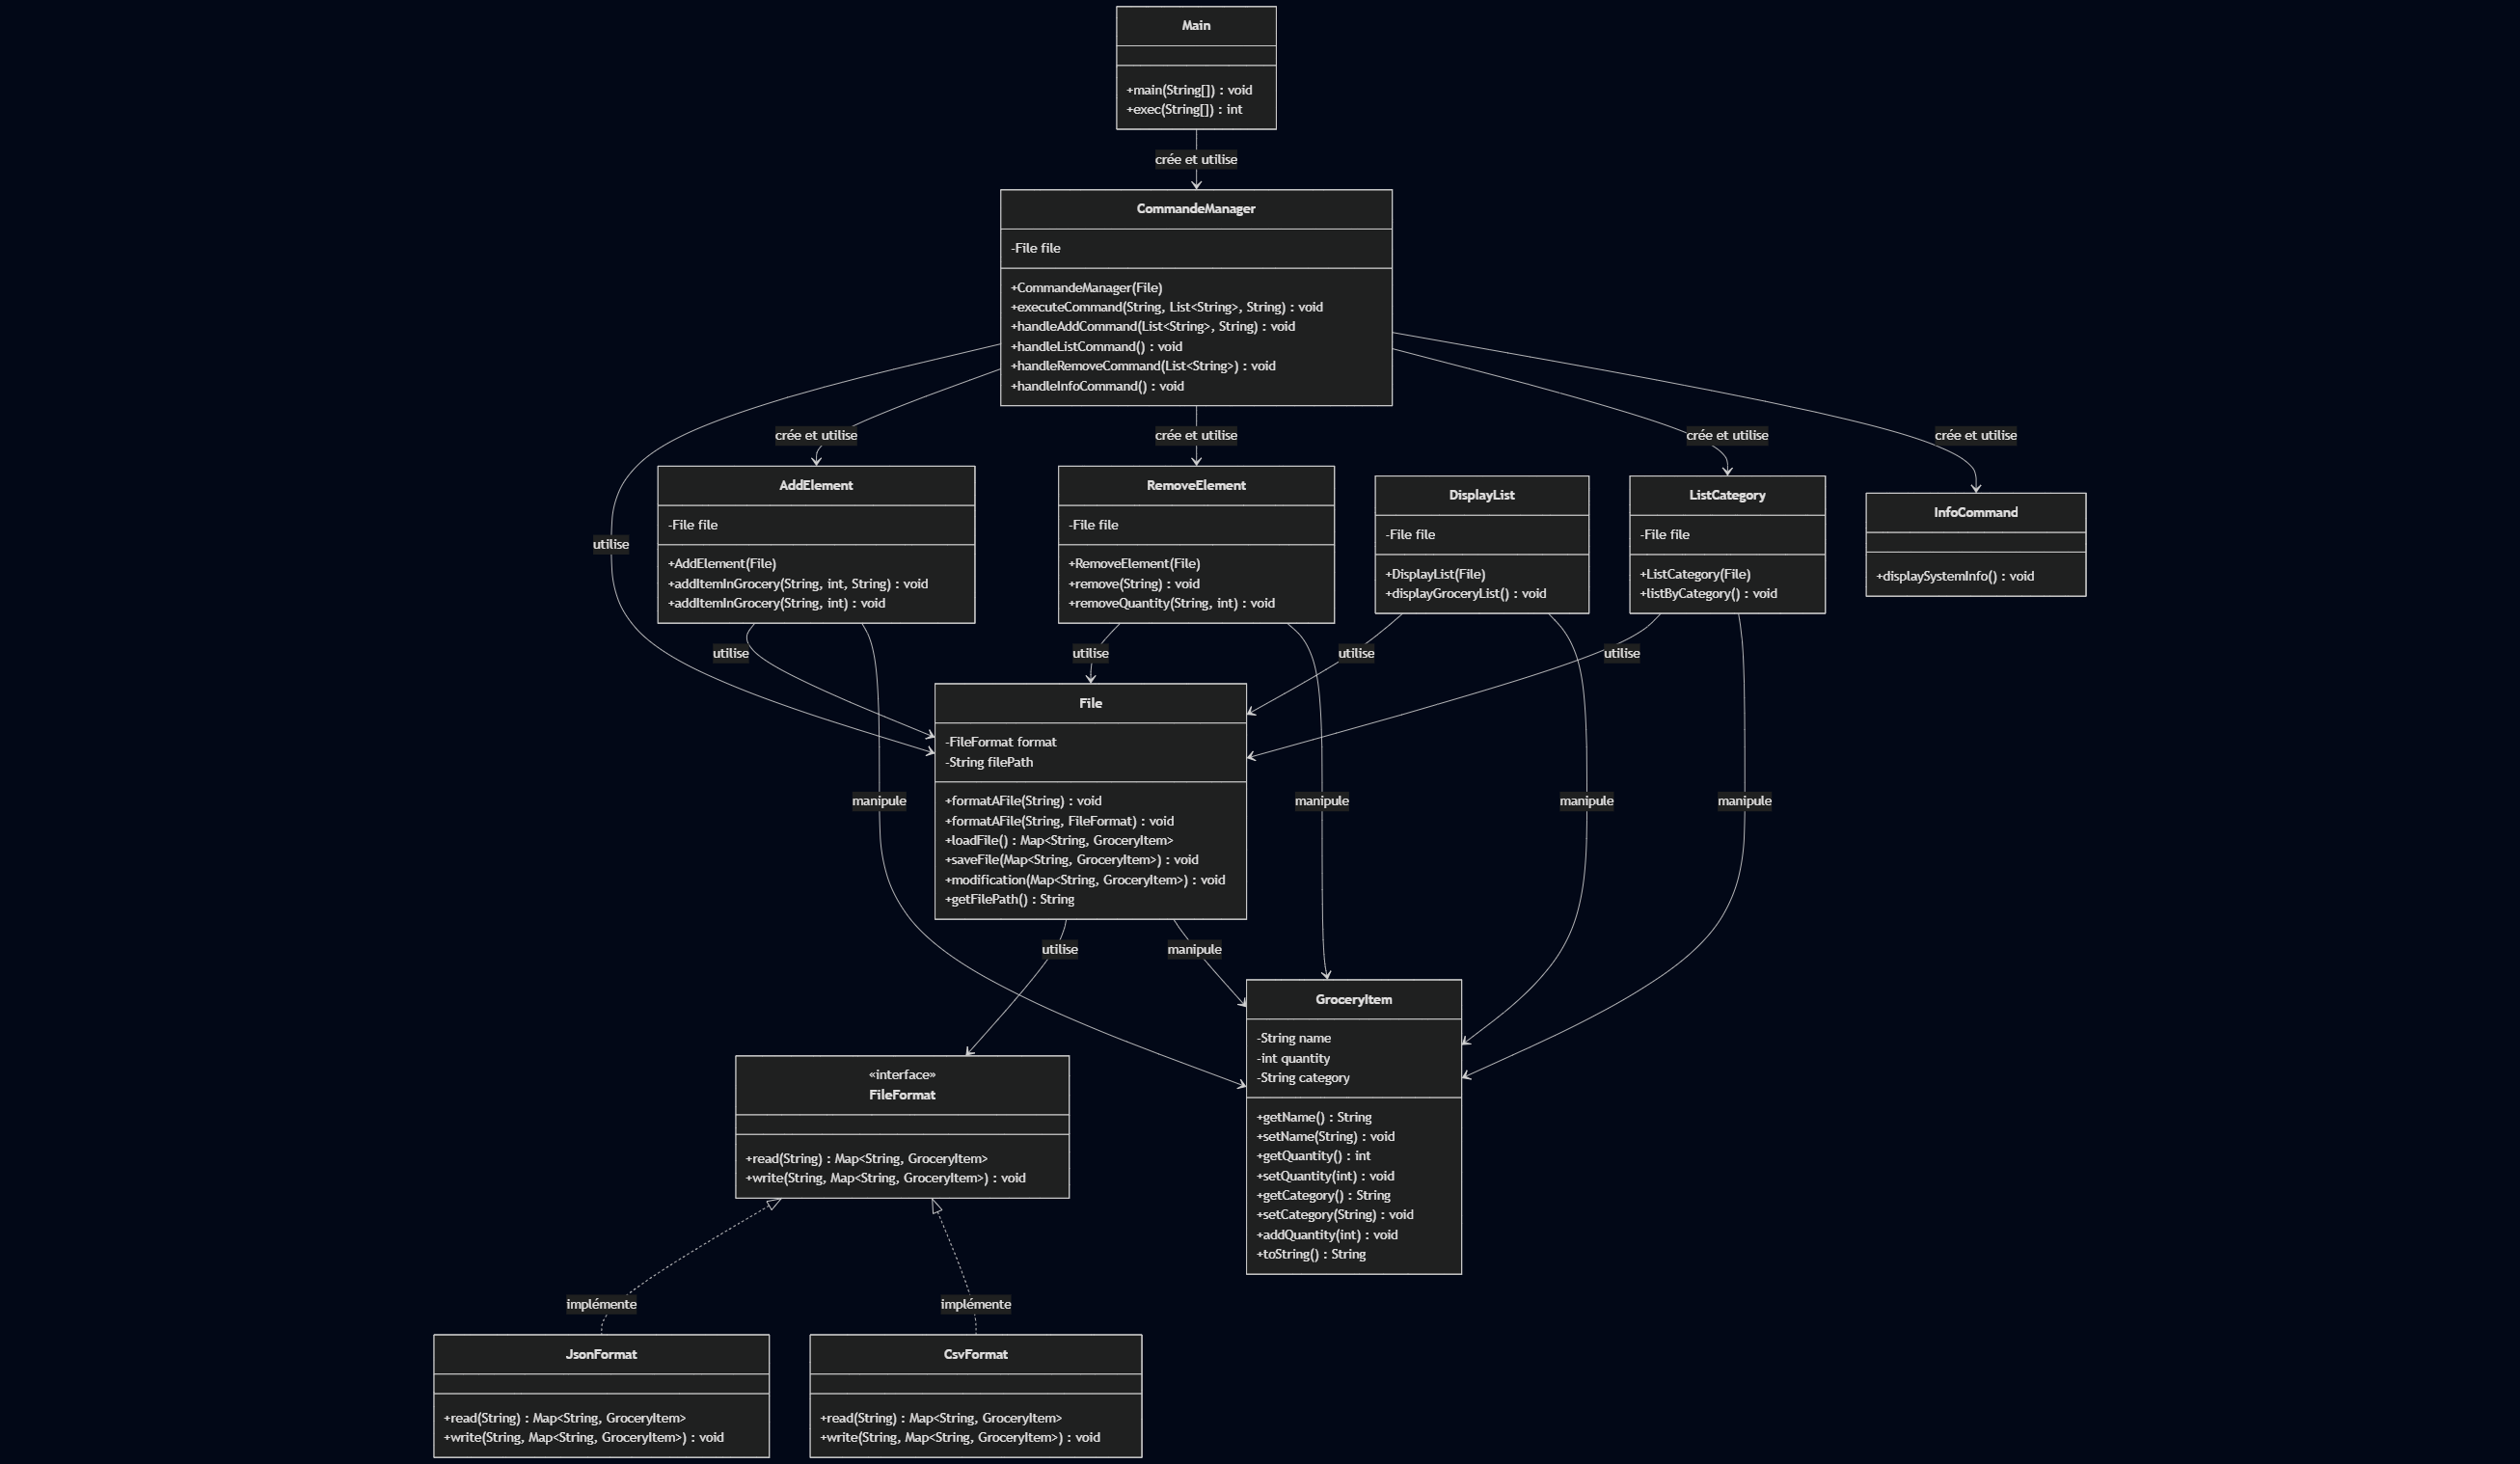 Main
+main(String[]) : void
+exec(String[]) : int
crée et utilise
CommandeManager
-File file
+CommandeManager(File)
+executeCommand(String, List<String>, String) : void
+handleAddCommand(List<String>, String) : void
+handleListCommand() : void
+handleRemoveCommand(List<String>) : void
+handleInfoCommand() : void
crée et utilise
crée et utilise
crée et utilise
crée et utilise
utilise
AddElement
-File file
+AddElement(File)
+addItemInGrocery(String, int, String) : void
+addItemInGrocery(String, int) : void
RemoveElement
-File file
+RemoveElement(File)
+remove(String) : void
+removeQuantity(String, int) : void
DisplayList
-File file
+DisplayList(File)
+displayGroceryList() : void
ListCategory
-File file
+ListCategory(File)
+listByCategory() : void
InfoCommand
+displaySystemInfo() : void
utilise
utilise
utilise
utilise
File
-FileFormat format
-String filePath
+formatAFile(String) : void
+formatAFile(String, FileFormat) : void
+loadFile() : Map<String, GroceryItem>
+saveFile(Map<String, GroceryItem>) : void
+modification(Map<String, GroceryItem>) : void
+getFilePath() : String
manipule
manipule
manipule
manipule
utilise
manipule
GroceryItem
-String name
-int quantity
-String category
+getName() : String
+setName(String) : void
+getQuantity() : int
+setQuantity(int) : void
+getCategory() : String
+setCategory(String) : void
+addQuantity(int) : void
+toString() : String
«interface»
FileFormat
+read(String) : Map<String, GroceryItem>
+write(String, Map<String, GroceryItem>) : void
implémente
implémente
JsonFormat
+read(String) : Map<String, GroceryItem>
+write(String, Map<String, GroceryItem>) : void
CsvFormat
+read(String) : Map<String, GroceryItem>
+write(String, Map<String, GroceryItem>) : void